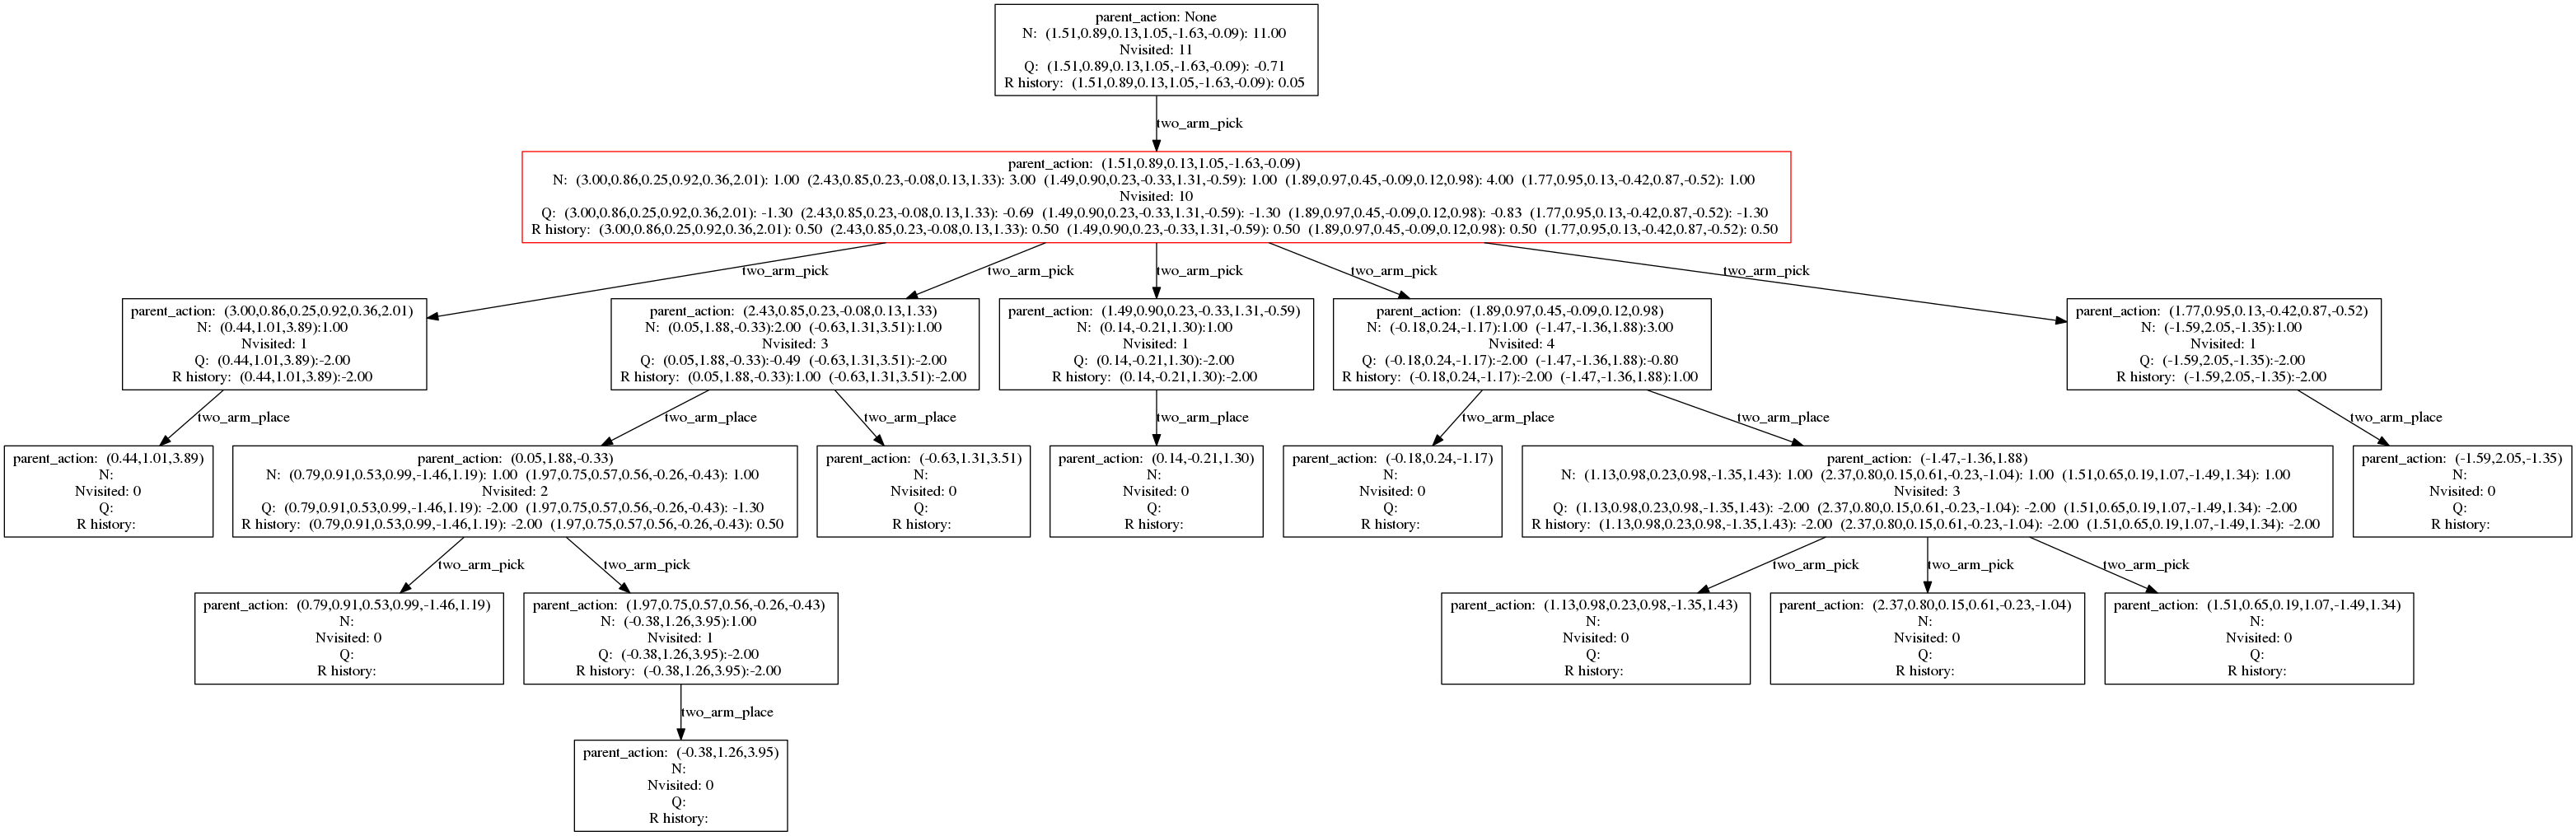 parent_action: None
N: (1.51,0.89,0.13,1.05,-1.63,-0.09): 11.00
Nvisited: 11
Q: (1.51,0.89,0.13,1.05,-1.63,-0.09): -0.71
R history: (1.51,0.89,0.13,1.05,-1.63,-0.09): 0.05
two_arm_pick
parent_action: (1.51,0.89,0.13,1.05,-1.63,-0.09)
N: (3.00,0.86,0.25,0.92,0.36,2.01): 1.00 (2.43,0.85,0.23,-0.08,0.13,1.33): 3.00 (1.49,0.90,0.23,-0.33,1.31,-0.59): 1.00 (1.89,0.97,0.45,-0.09,0.12,0.98): 4.00 (1.77,0.95,0.13,-0.42,0.87,-0.52): 1.00
Nvisited: 10
Q: (3.00,0.86,0.25,0.92,0.36,2.01): -1.30 (2.43,0.85,0.23,-0.08,0.13,1.33): -0.69 (1.49,0.90,0.23,-0.33,1.31,-0.59): -1.30 (1.89,0.97,0.45,-0.09,0.12,0.98): -0.83 (1.77,0.95,0.13,-0.42,0.87,-0.52): -1.30
R history: (3.00,0.86,0.25,0.92,0.36,2.01): 0.50 (2.43,0.85,0.23,-0.08,0.13,1.33): 0.50 (1.49,0.90,0.23,-0.33,1.31,-0.59): 0.50 (1.89,0.97,0.45,-0.09,0.12,0.98): 0.50 (1.77,0.95,0.13,-0.42,0.87,-0.52): 0.50
two_arm_pick
two_arm_pick
two_arm_pick
two_arm_pick
two_arm_pick
parent_action: (3.00,0.86,0.25,0.92,0.36,2.01)
N: (0.44,1.01,3.89):1.00
Nvisited: 1
Q: (0.44,1.01,3.89):-2.00
R history: (0.44,1.01,3.89):-2.00
parent_action: (2.43,0.85,0.23,-0.08,0.13,1.33)
N: (0.05,1.88,-0.33):2.00 (-0.63,1.31,3.51):1.00
Nvisited: 3
Q: (0.05,1.88,-0.33):-0.49 (-0.63,1.31,3.51):-2.00
R history: (0.05,1.88,-0.33):1.00 (-0.63,1.31,3.51):-2.00
parent_action: (1.49,0.90,0.23,-0.33,1.31,-0.59)
N: (0.14,-0.21,1.30):1.00
Nvisited: 1
Q: (0.14,-0.21,1.30):-2.00
R history: (0.14,-0.21,1.30):-2.00
parent_action: (1.89,0.97,0.45,-0.09,0.12,0.98)
N: (-0.18,0.24,-1.17):1.00 (-1.47,-1.36,1.88):3.00
Nvisited: 4
Q: (-0.18,0.24,-1.17):-2.00 (-1.47,-1.36,1.88):-0.80
R history: (-0.18,0.24,-1.17):-2.00 (-1.47,-1.36,1.88):1.00
parent_action: (1.77,0.95,0.13,-0.42,0.87,-0.52)
N: (-1.59,2.05,-1.35):1.00
Nvisited: 1
Q: (-1.59,2.05,-1.35):-2.00
R history: (-1.59,2.05,-1.35):-2.00
two_arm_place
two_arm_place
two_arm_place
two_arm_place
two_arm_place
two_arm_place
two_arm_place
parent_action: (0.44,1.01,3.89)
N:
Nvisited: 0
Q:
R history:
parent_action: (0.05,1.88,-0.33)
N: (0.79,0.91,0.53,0.99,-1.46,1.19): 1.00 (1.97,0.75,0.57,0.56,-0.26,-0.43): 1.00
Nvisited: 2
Q: (0.79,0.91,0.53,0.99,-1.46,1.19): -2.00 (1.97,0.75,0.57,0.56,-0.26,-0.43): -1.30
R history: (0.79,0.91,0.53,0.99,-1.46,1.19): -2.00 (1.97,0.75,0.57,0.56,-0.26,-0.43): 0.50
parent_action: (-0.63,1.31,3.51)
N:
Nvisited: 0
Q:
R history:
parent_action: (0.14,-0.21,1.30)
N:
Nvisited: 0
Q:
R history:
parent_action: (-0.18,0.24,-1.17)
N:
Nvisited: 0
Q:
R history:
parent_action: (-1.47,-1.36,1.88)
N: (1.13,0.98,0.23,0.98,-1.35,1.43): 1.00 (2.37,0.80,0.15,0.61,-0.23,-1.04): 1.00 (1.51,0.65,0.19,1.07,-1.49,1.34): 1.00
Nvisited: 3
Q: (1.13,0.98,0.23,0.98,-1.35,1.43): -2.00 (2.37,0.80,0.15,0.61,-0.23,-1.04): -2.00 (1.51,0.65,0.19,1.07,-1.49,1.34): -2.00
R history: (1.13,0.98,0.23,0.98,-1.35,1.43): -2.00 (2.37,0.80,0.15,0.61,-0.23,-1.04): -2.00 (1.51,0.65,0.19,1.07,-1.49,1.34): -2.00
parent_action: (-1.59,2.05,-1.35)
N:
Nvisited: 0
Q:
R history:
two_arm_pick
two_arm_pick
two_arm_pick
two_arm_pick
two_arm_pick
parent_action: (0.79,0.91,0.53,0.99,-1.46,1.19)
N:
Nvisited: 0
Q:
R history:
parent_action: (1.97,0.75,0.57,0.56,-0.26,-0.43)
N: (-0.38,1.26,3.95):1.00
Nvisited: 1
Q: (-0.38,1.26,3.95):-2.00
R history: (-0.38,1.26,3.95):-2.00
parent_action: (1.13,0.98,0.23,0.98,-1.35,1.43)
N:
Nvisited: 0
Q:
R history:
parent_action: (2.37,0.80,0.15,0.61,-0.23,-1.04)
N:
Nvisited: 0
Q:
R history:
parent_action: (1.51,0.65,0.19,1.07,-1.49,1.34)
N:
Nvisited: 0
Q:
R history:
two_arm_place
parent_action: (-0.38,1.26,3.95)
N:
Nvisited: 0
Q:
R history: